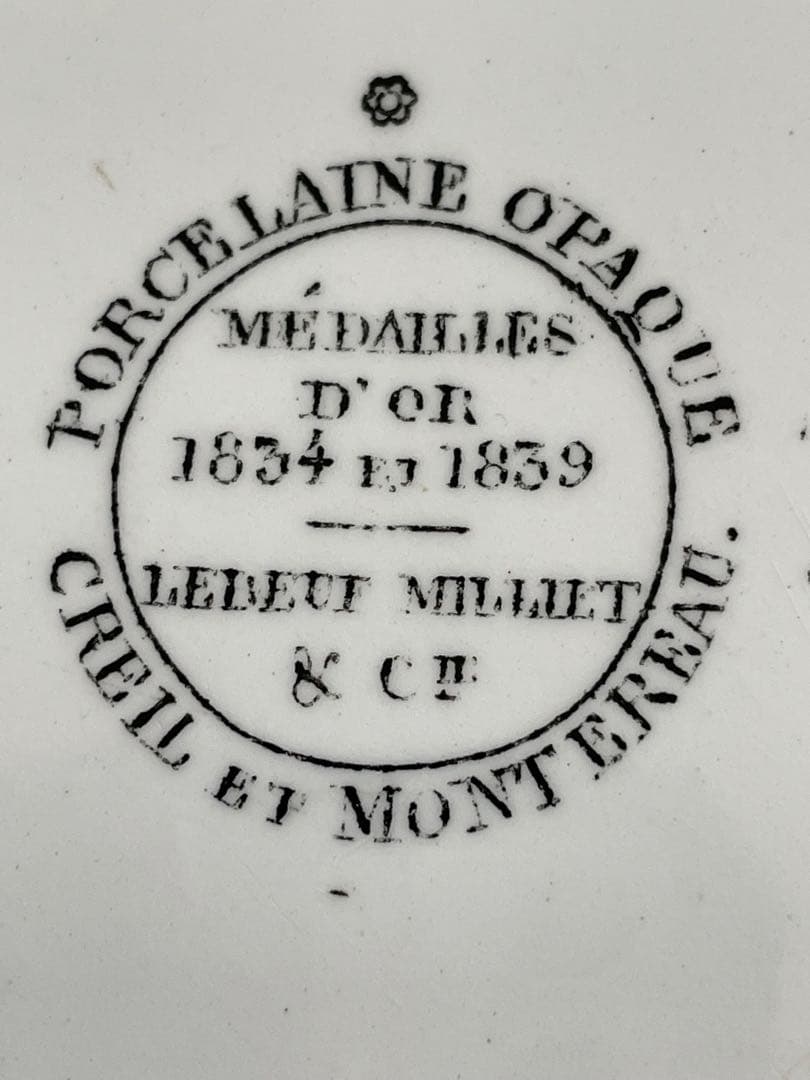 PORCELAINE OPAQUE
MÉDAILLES
D'OR
1834 ET 1839
LEBEUF MILLIET
& CIE
CREIL ET MONTEREAU.